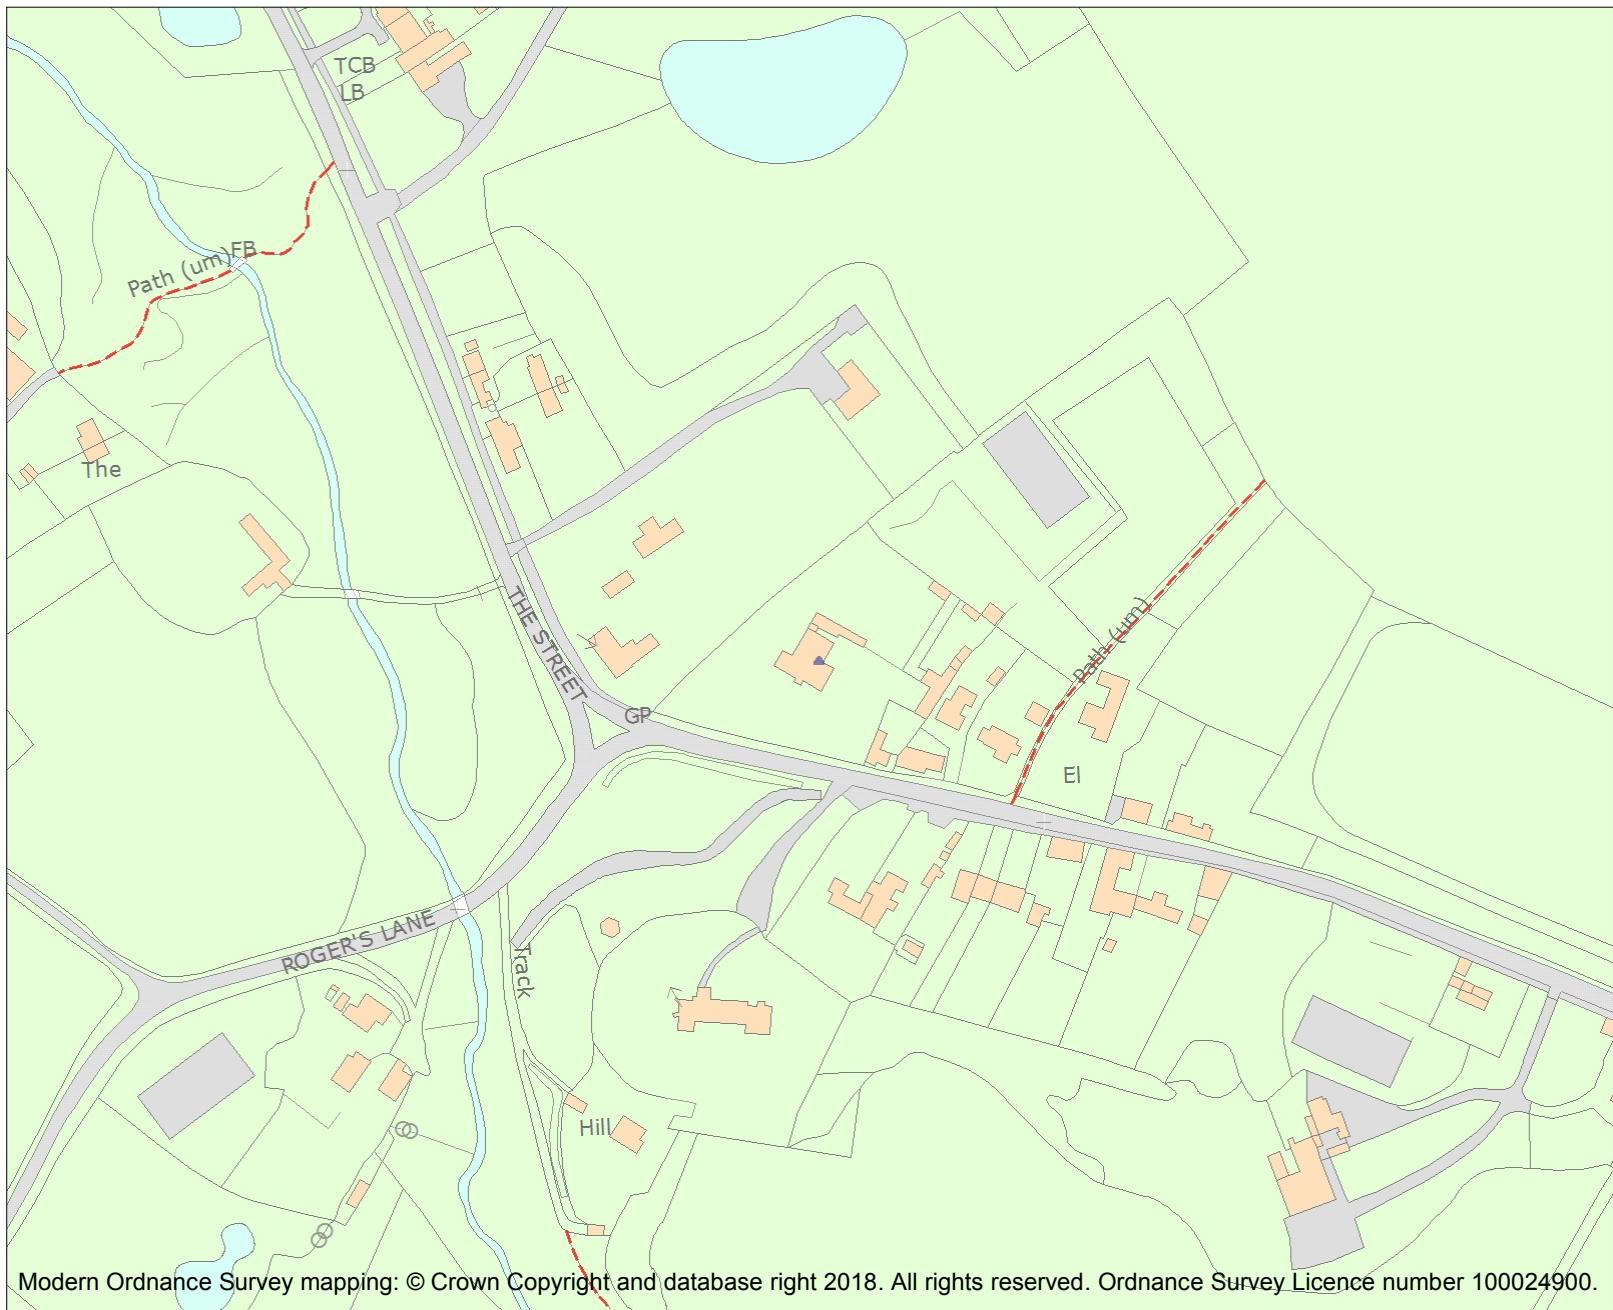 TCB
LB
FB
Path (um)
The
THE STREET
Path (um)
GP
El
ROGER'S LANE
Track
Hill
Modern Ordnance Survey mapping: © Crown Copyright and database right 2018. All rights reserved. Ordnance Survey Licence number 100024900.